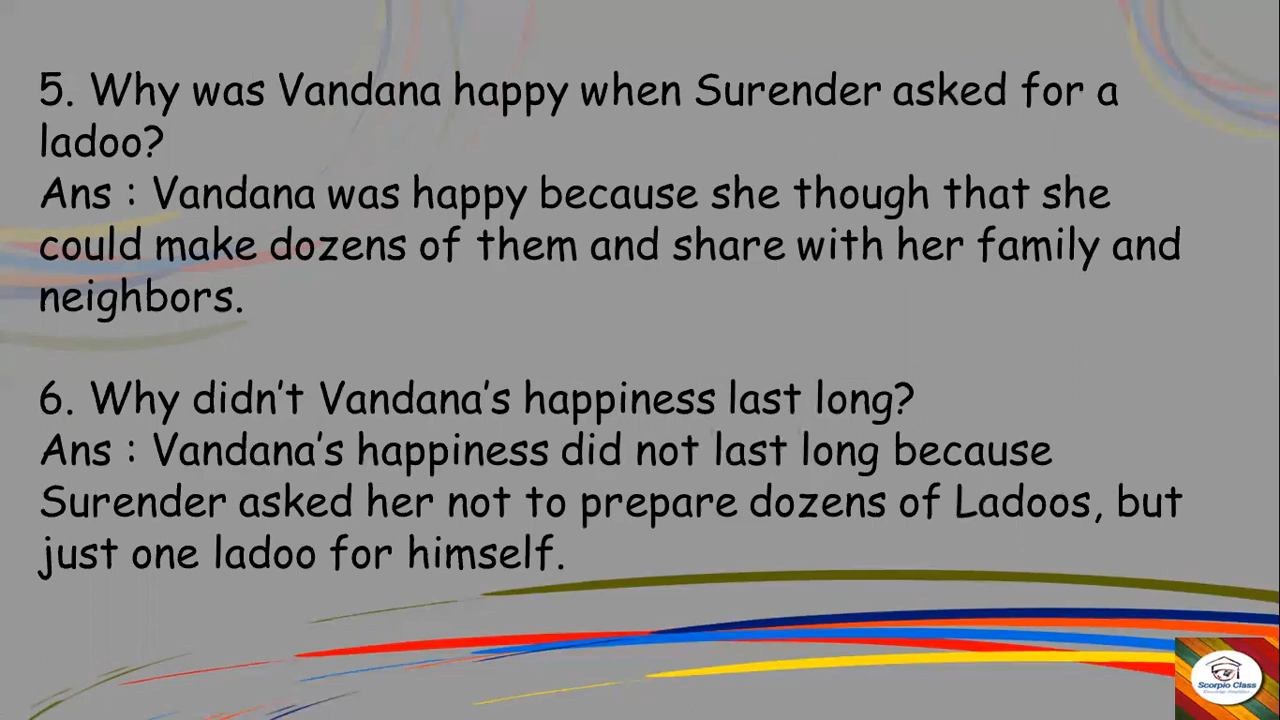 5. Why was Vandana happy when Surender asked for a
ladoo?
Ans : Vandana was happy because she though that she
could make dozens of them and share with her family and
neighbors.
6. Why didn't Vandana's happiness last long?
Ans : Vandana's happiness did not last long because
Surender asked her not to prepare dozens of Ladoos, but
just one ladoo for himself.
Scorpio Class